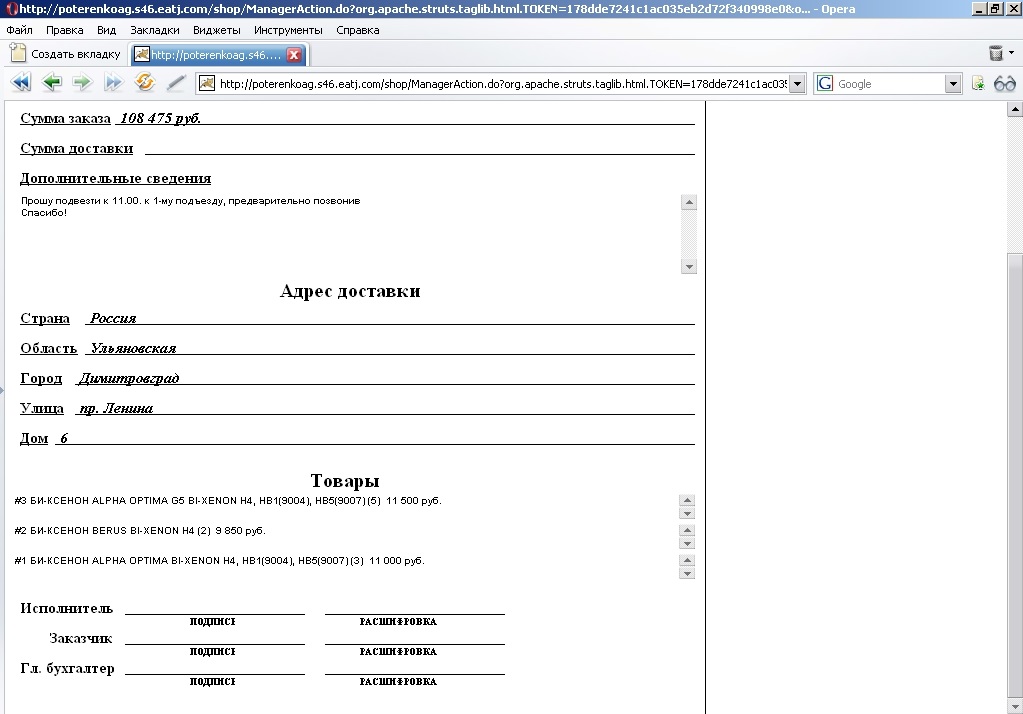 http://poterenkoag.s46.eatj.com/shop/ManagerAction.do?org.apache.struts.taglib.html.TOKEN=178dde7241c1ac035eb2d72f340998e0&o... - Opera
Файл Правка Вид Закладки Виджеты Инструменты Справка
Создать вкладку http://poterenkoag.s46....
http://poterenkoag.s46.eatj.com/shop/ManagerAction.do?org.apache.struts.taglib.html.TOKEN=178dde7241c1ac035 Google
Сумма заказа 108 475 руб.
Сумма доставки
Дополнительные сведения
Прошу подвезти к 11.00. к 1-му подъезду, предварительно позвонив
Спасибо!
Адрес доставки
Страна Россия
Область Ульяновская
Город Димитровград
Улица пр. Ленина
Дом 6
Товары
#3 БИ-КСЕНОН ALPHA OPTIMA G5 BI-XENON H4, HB1(9004), HB5(9007) (5) 11 500 руб.
#2 БИ-КСЕНОН BERUS BI-XENON H4 (2) 9 850 руб.
#1 БИ-КСЕНОН ALPHA OPTIMA BI-XENON H4, HB1(9004), HB5(9007) (3) 11 000 руб.
Исполнитель
ПОДПИСЬ РАСШИФРОВКА
Заказчик
ПОДПИСЬ РАСШИФРОВКА
Гл. бухгалтер
ПОДПИСЬ РАСШИФРОВКА